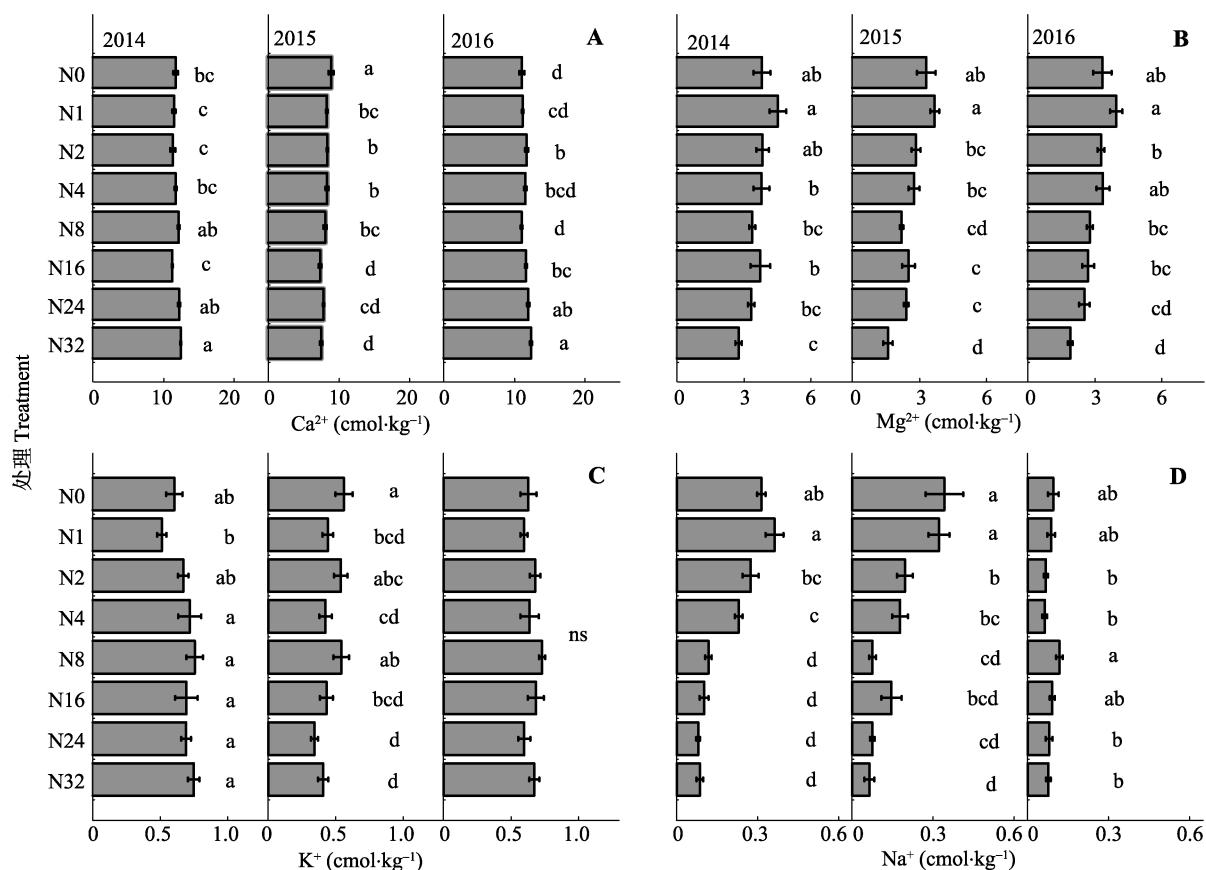 2014 2015 2016 A
N0 bc a d
N1 c bc cd
N2 c b b
N4 bc b bcd
N8 ab bc d
N16 c d bc
N24 ab cd ab
N32 a d a
0 10 20 0 10 20 0 10 20
Ca²⁺ (cmol·kg⁻¹)
2014 2015 2016 B
ab ab ab
a a a
ab bc b
b bc ab
bc cd bc
b c bc
bc c cd
c d d
0 3 6 0 3 6 0 3 6
Mg²⁺ (cmol·kg⁻¹)
处理 Treatment
C
N0 ab a
N1 b bcd
N2 ab abc
N4 a cd
ns
N8 a ab
N16 a bcd
N24 a d
N32 a d
0 0.5 1.0 0 0.5 1.0 0 0.5 1.0
K⁺ (cmol·kg⁻¹)
D
ab a ab
a a ab
bc b b
c bc b
d cd a
d bcd ab
d cd b
d d b
0 0.3 0.6 0 0.3 0.6 0 0.3 0.6
Na⁺ (cmol·kg⁻¹)